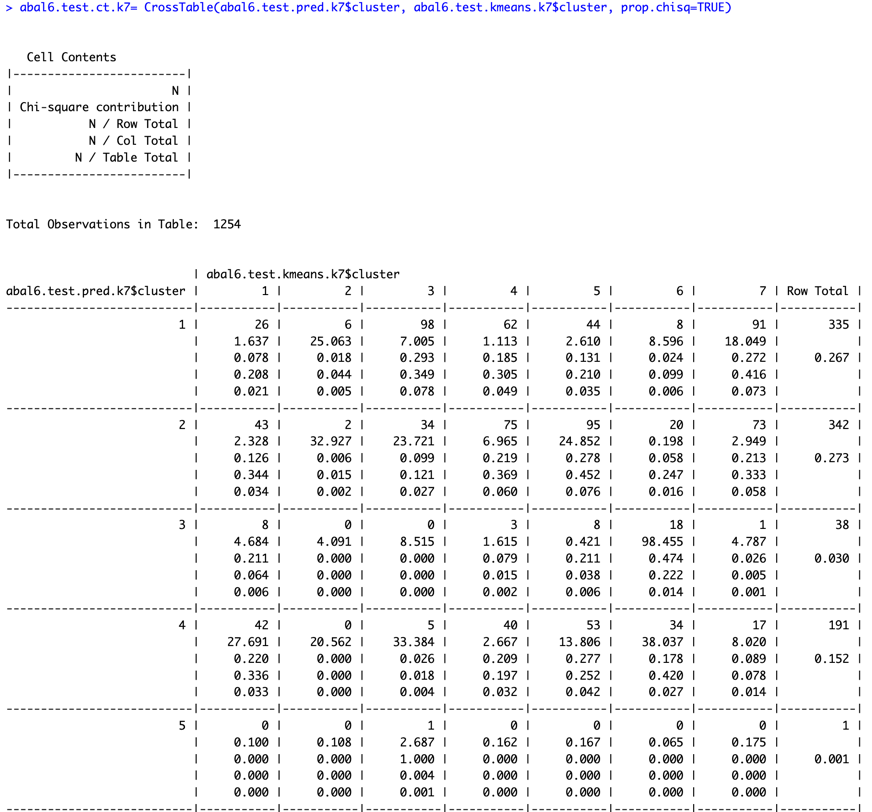 > abal6.test.ct.k7= CrossTable(abal6.test.pred.k7$cluster, abal6.test.kmeans.k7$cluster, prop.chisq=TRUE)
   Cell Contents
|-------------------------|
|                       N |
| Chi-square contribution |
|           N / Row Total |
|           N / Col Total |
|         N / Table Total |
|-------------------------|
Total Observations in Table:  1254
                           | abal6.test.kmeans.k7$cluster
abal6.test.pred.k7$cluster |         1 |         2 |         3 |         4 |         5 |         6 |         7 | Row Total |
---------------------------|-----------|-----------|-----------|-----------|-----------|-----------|-----------|-----------|
                         1 |        26 |         6 |        98 |        62 |        44 |         8 |        91 |       335 |
                           |     1.637 |    25.063 |     7.005 |     1.113 |     2.610 |     8.596 |    18.049 |           |
                           |     0.078 |     0.018 |     0.293 |     0.185 |     0.131 |     0.024 |     0.272 |     0.267 |
                           |     0.208 |     0.044 |     0.349 |     0.305 |     0.210 |     0.099 |     0.416 |           |
                           |     0.021 |     0.005 |     0.078 |     0.049 |     0.035 |     0.006 |     0.073 |           |
---------------------------|-----------|-----------|-----------|-----------|-----------|-----------|-----------|-----------|
                         2 |        43 |         2 |        34 |        75 |        95 |        20 |        73 |       342 |
                           |     2.328 |    32.927 |    23.721 |     6.965 |    24.852 |     0.198 |     2.949 |           |
                           |     0.126 |     0.006 |     0.099 |     0.219 |     0.278 |     0.058 |     0.213 |     0.273 |
                           |     0.344 |     0.015 |     0.121 |     0.369 |     0.452 |     0.247 |     0.333 |           |
                           |     0.034 |     0.002 |     0.027 |     0.060 |     0.076 |     0.016 |     0.058 |           |
---------------------------|-----------|-----------|-----------|-----------|-----------|-----------|-----------|-----------|
                         3 |         8 |         0 |         0 |         3 |         8 |        18 |         1 |        38 |
                           |     4.684 |     4.091 |     8.515 |     1.615 |     0.421 |    98.455 |     4.787 |           |
                           |     0.211 |     0.000 |     0.000 |     0.079 |     0.211 |     0.474 |     0.026 |     0.030 |
                           |     0.064 |     0.000 |     0.000 |     0.015 |     0.038 |     0.222 |     0.005 |           |
                           |     0.006 |     0.000 |     0.000 |     0.002 |     0.006 |     0.014 |     0.001 |           |
---------------------------|-----------|-----------|-----------|-----------|-----------|-----------|-----------|-----------|
                         4 |        42 |         0 |         5 |        40 |        53 |        34 |        17 |       191 |
                           |    27.691 |    20.562 |    33.384 |     2.667 |    13.806 |    38.037 |     8.020 |           |
                           |     0.220 |     0.000 |     0.026 |     0.209 |     0.277 |     0.178 |     0.089 |     0.152 |
                           |     0.336 |     0.000 |     0.018 |     0.197 |     0.252 |     0.420 |     0.078 |           |
                           |     0.033 |     0.000 |     0.004 |     0.032 |     0.042 |     0.027 |     0.014 |           |
---------------------------|-----------|-----------|-----------|-----------|-----------|-----------|-----------|-----------|
                         5 |         0 |         0 |         1 |         0 |         0 |         0 |         0 |         1 |
                           |     0.100 |     0.108 |     2.687 |     0.162 |     0.167 |     0.065 |     0.175 |           |
                           |     0.000 |     0.000 |     1.000 |     0.000 |     0.000 |     0.000 |     0.000 |     0.001 |
                           |     0.000 |     0.000 |     0.004 |     0.000 |     0.000 |     0.000 |     0.000 |           |
                           |     0.000 |     0.000 |     0.001 |     0.000 |     0.000 |     0.000 |     0.000 |           |
---------------------------|-----------|-----------|-----------|-----------|-----------|-----------|-----------|-----------|